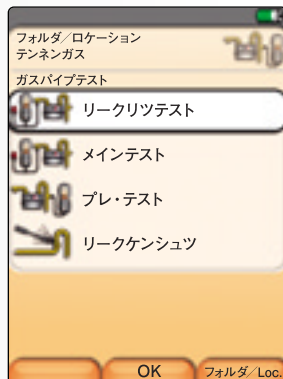 フォルダ/ロケーション
テンネンガス
ガスパイプテスト
リークリツテスト
メインテスト
プレ・テスト
リークケンシュツ
OK
フォルダ/Loc.